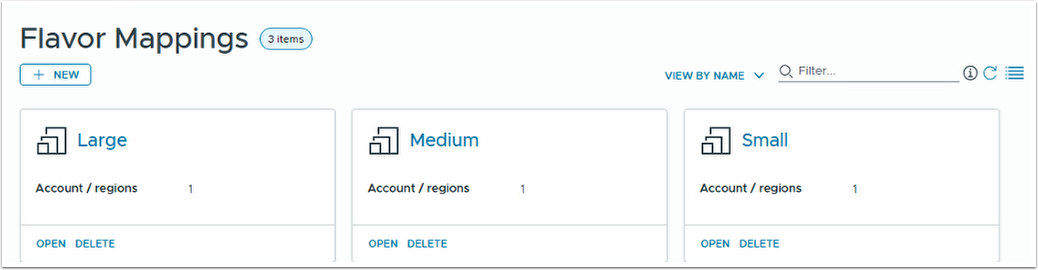 Flavor Mappings 3 items
+ NEW
VIEW BY NAME Filter...
Large
Account / regions 1
OPEN DELETE
Medium
Account / regions 1
OPEN DELETE
Small
Account / regions 1
OPEN DELETE